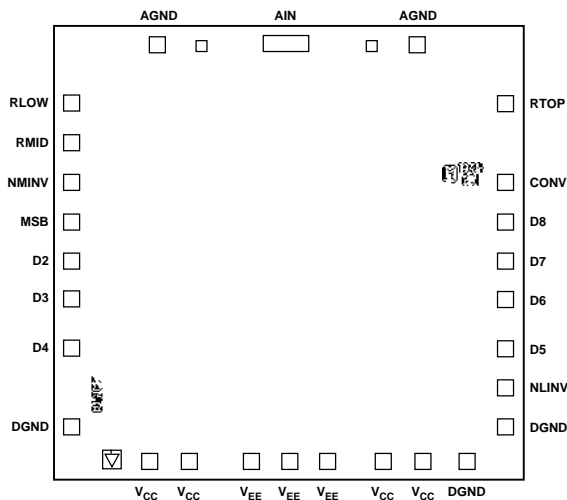 AGND AIN AGND
RLOW RTOP
RMID
NMINV CONV
MSB D8
D2 D7
D3 D6
D4 D5
NLINV
DGND DGND
VCC VCC VEE VEE VEE VCC VCC DGND